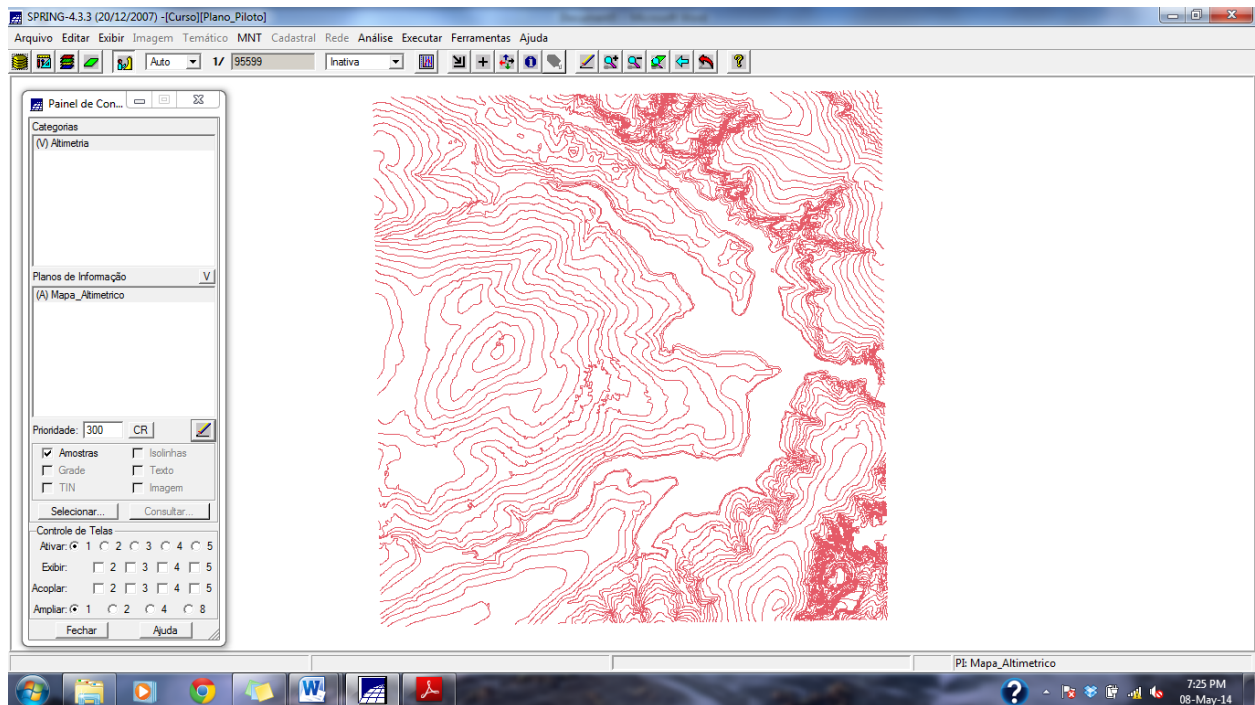 SPRING-4.3.3 (20/12/2007) -[Curso][Plano_Piloto]
Arquivo Editar Exibir Imagem Temático MNT Cadastral Rede Análise Executar Ferramentas Ajuda
Auto 1/ 95599 Inativa
Painel de Con...
Categorias
(V) Altimetria
Planos de Informação V
(A) Mapa_Altimetrico
Prioridade: 300 CR
Amostras Isolinhas
Grade Texto
TIN Imagem
Selecionar... Consultar...
Controle de Telas
Ativar: 1 2 3 4 5
Exibir: 2 3 4 5
Acoplar: 2 3 4 5
Ampliar: 1 2 4 8
Fechar Ajuda
PI: Mapa_Altimetrico
7:25 PM
08-May-14